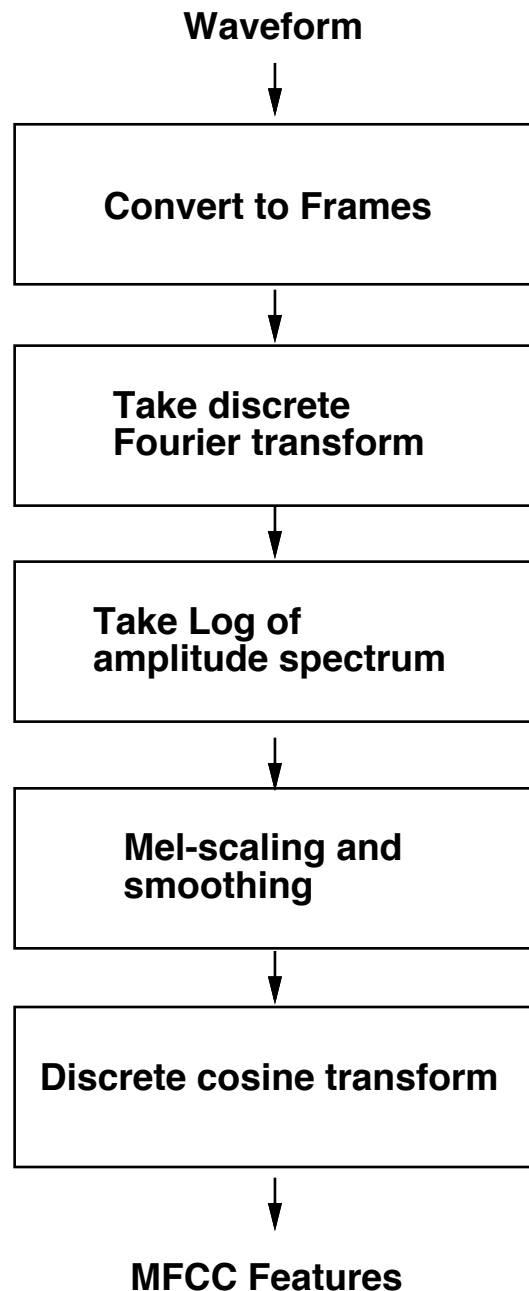 Waveform
Convert to Frames
Take discrete
Fourier transform
Take Log of
amplitude spectrum
Mel-scaling and
smoothing
Discrete cosine transform
MFCC Features